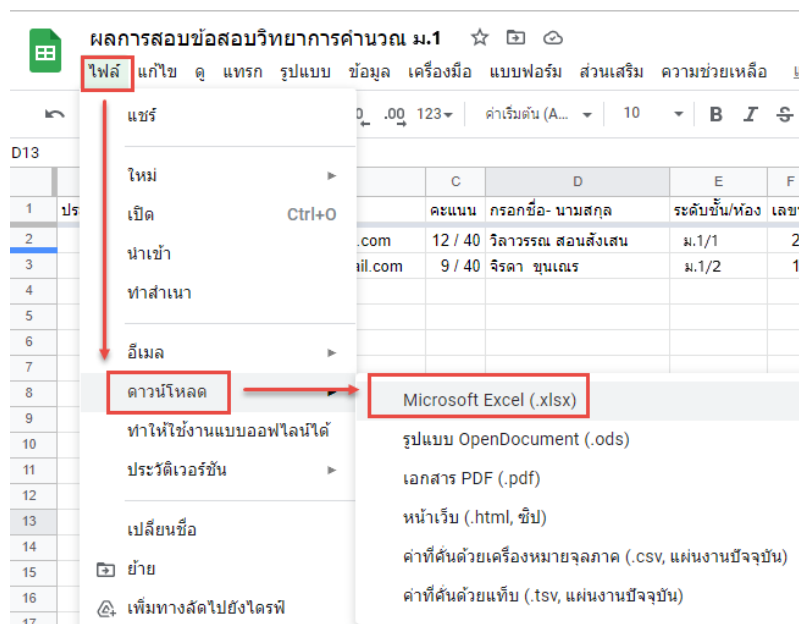 ผลการสอบข้อสอบวิทยาการคำนวณ ม.1
ไฟล์ แก้ไข ดู แทรก รูปแบบ ข้อมูล เครื่องมือ แบบฟอร์ม ส่วนเสริม ความช่วยเหลือ
.00 123 ค่าเริ่มต้น (A... 10 B I S
D13
C D E F
1 ประ คะแนน กรอกชื่อ- นามสกุล ระดับชั้น/ห้อง เลขา
2 .com 12 / 40 วิลาวรรณ สอนสังเสน ม.1/1 2
3 ail.com 9 / 40 จิรดา ขุนเณร ม.1/2 1
4
5
6
7
8
9
10
11
12
13
14
15
16
17
แชร์
ใหม่
เปิด Ctrl+O
นำเข้า
ทำสำเนา
อีเมล
ดาวน์โหลด
ทำให้ใช้งานแบบออฟไลน์ได้
ประวัติเวอร์ชัน
เปลี่ยนชื่อ
ย้าย
เพิ่มทางลัดไปยังไดรฟ์
Microsoft Excel (.xlsx)
รูปแบบ OpenDocument (.ods)
เอกสาร PDF (.pdf)
หน้าเว็บ (.html, ซิป)
ค่าที่คั่นด้วยเครื่องหมายจุลภาค (.csv, แผ่นงานปัจจุบัน)
ค่าที่คั่นด้วยแท็บ (.tsv, แผ่นงานปัจจุบัน)